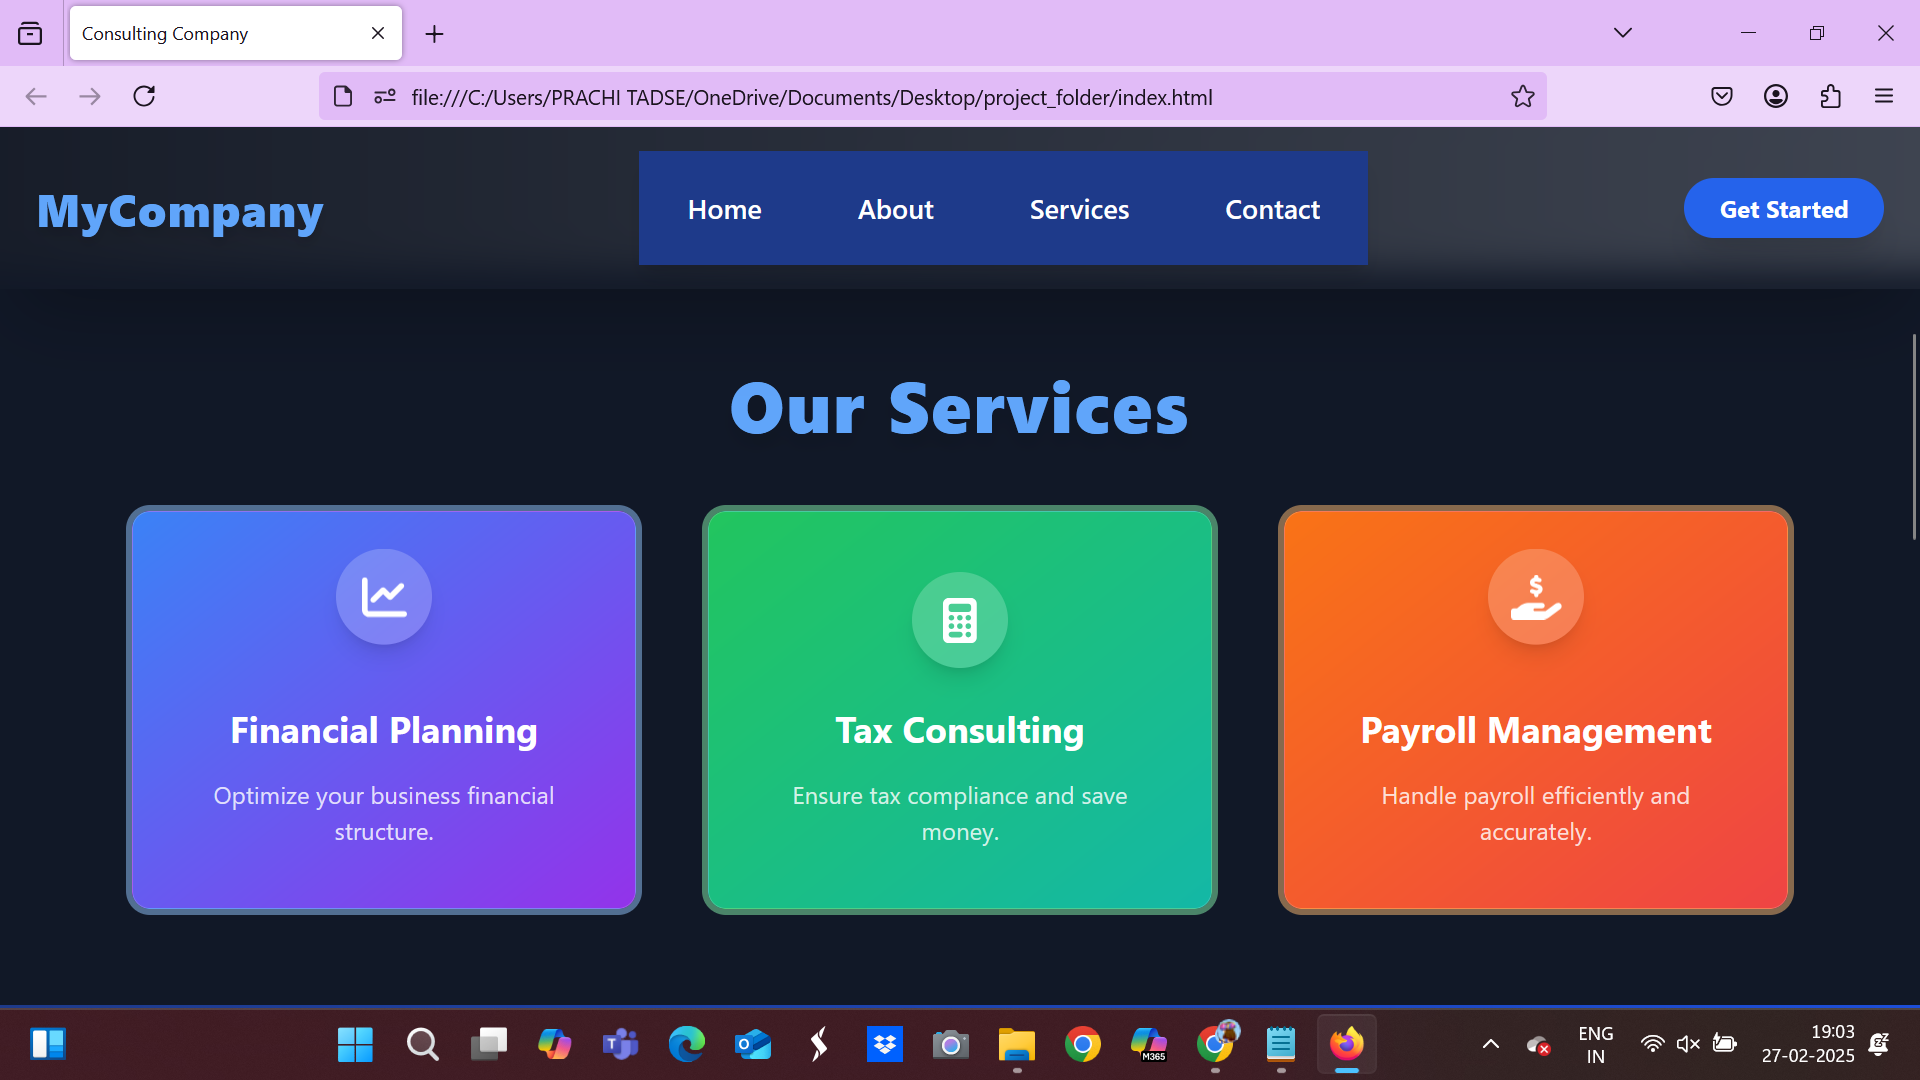 Consulting Company
file:///C:/Users/PRACHI TADSE/OneDrive/Documents/Desktop/project_folder/index.html
MyCompany
Home
About
Services
Contact
Get Started
Our Services
$
Financial Planning
Optimize your business financial
structure.
Tax Consulting
Ensure tax compliance and save
money.
Payroll Management
Handle payroll efficiently and
accurately.
M365
ENG
IN
19:03
27-02-2025